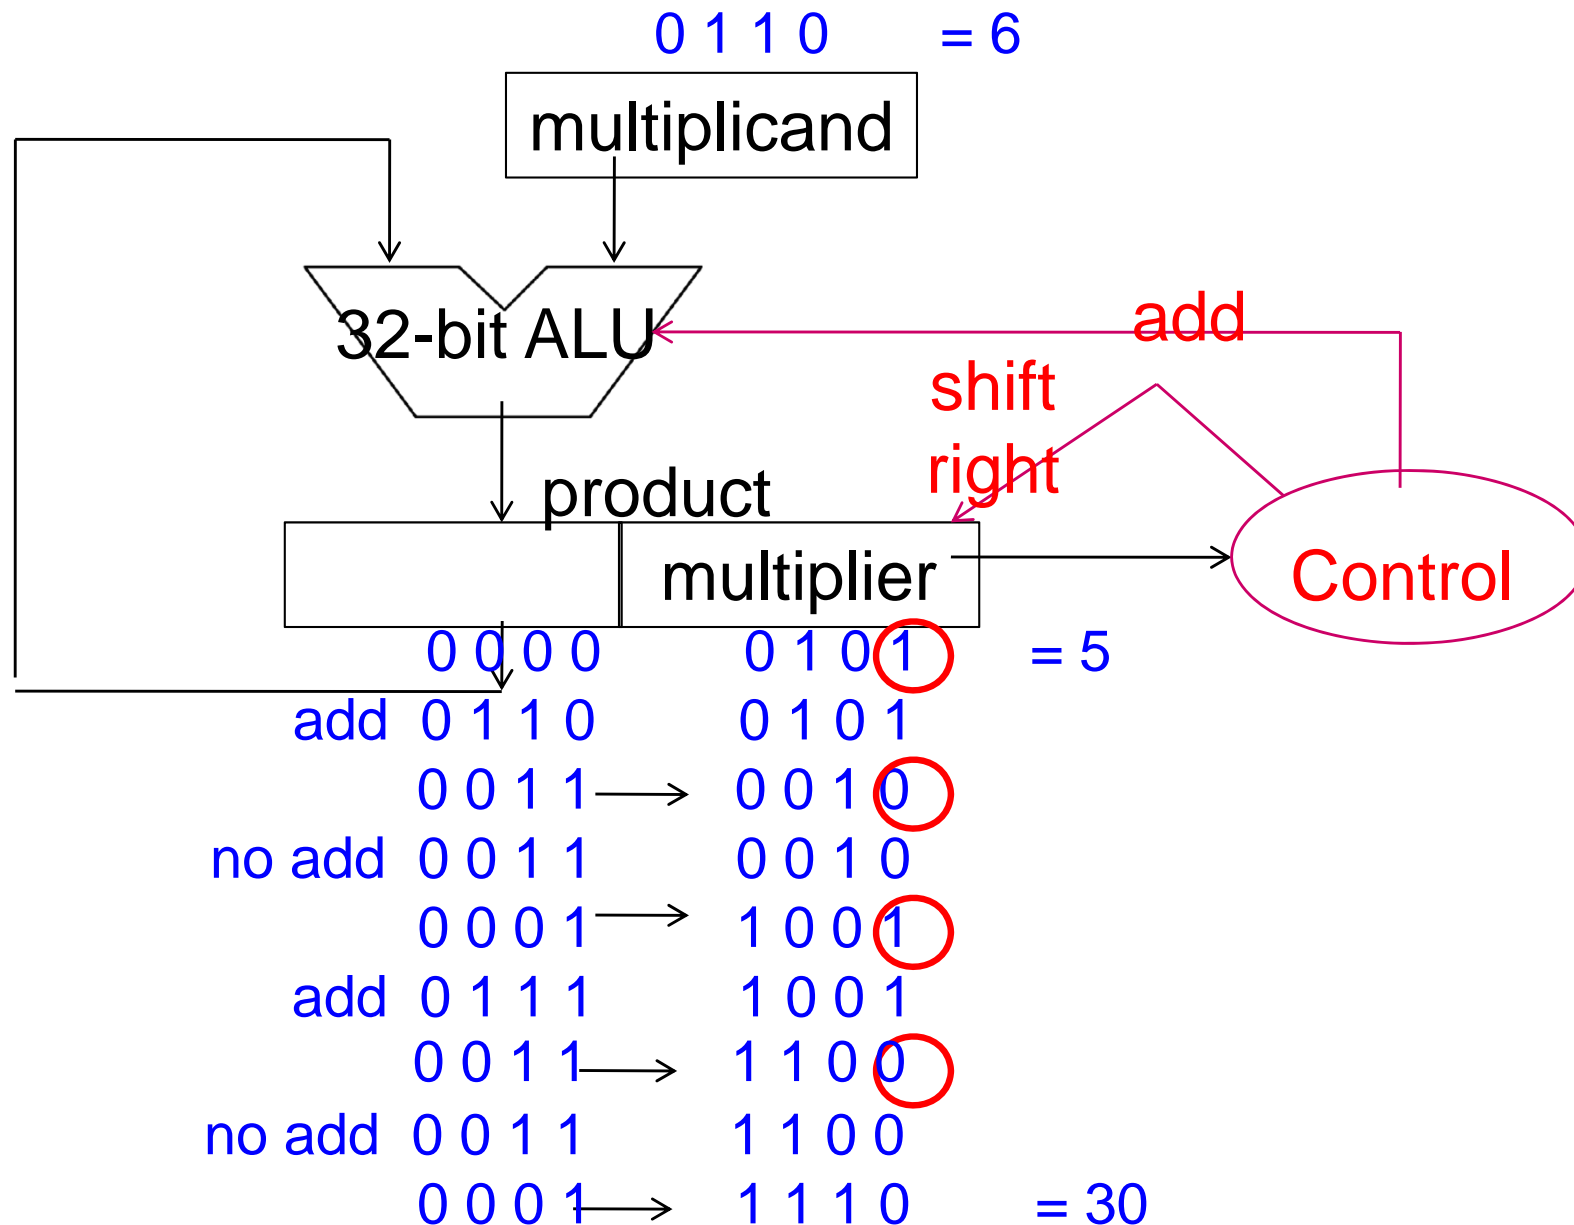 0 1 1 0 = 6
multiplicand
32-bit ALU
add
shift
right
product
multiplier
Control
0 0 0 0 0 1 0 1 = 5
add 0 1 1 0 0 1 0 1
0 0 1 1 0 0 1 0
no add 0 0 1 1 0 0 1 0
0 0 0 1 1 0 0 1
add 0 1 1 1 1 0 0 1
0 0 1 1 1 1 0 0
no add 0 0 1 1 1 1 0 0
0 0 0 1 1 1 1 0 = 30